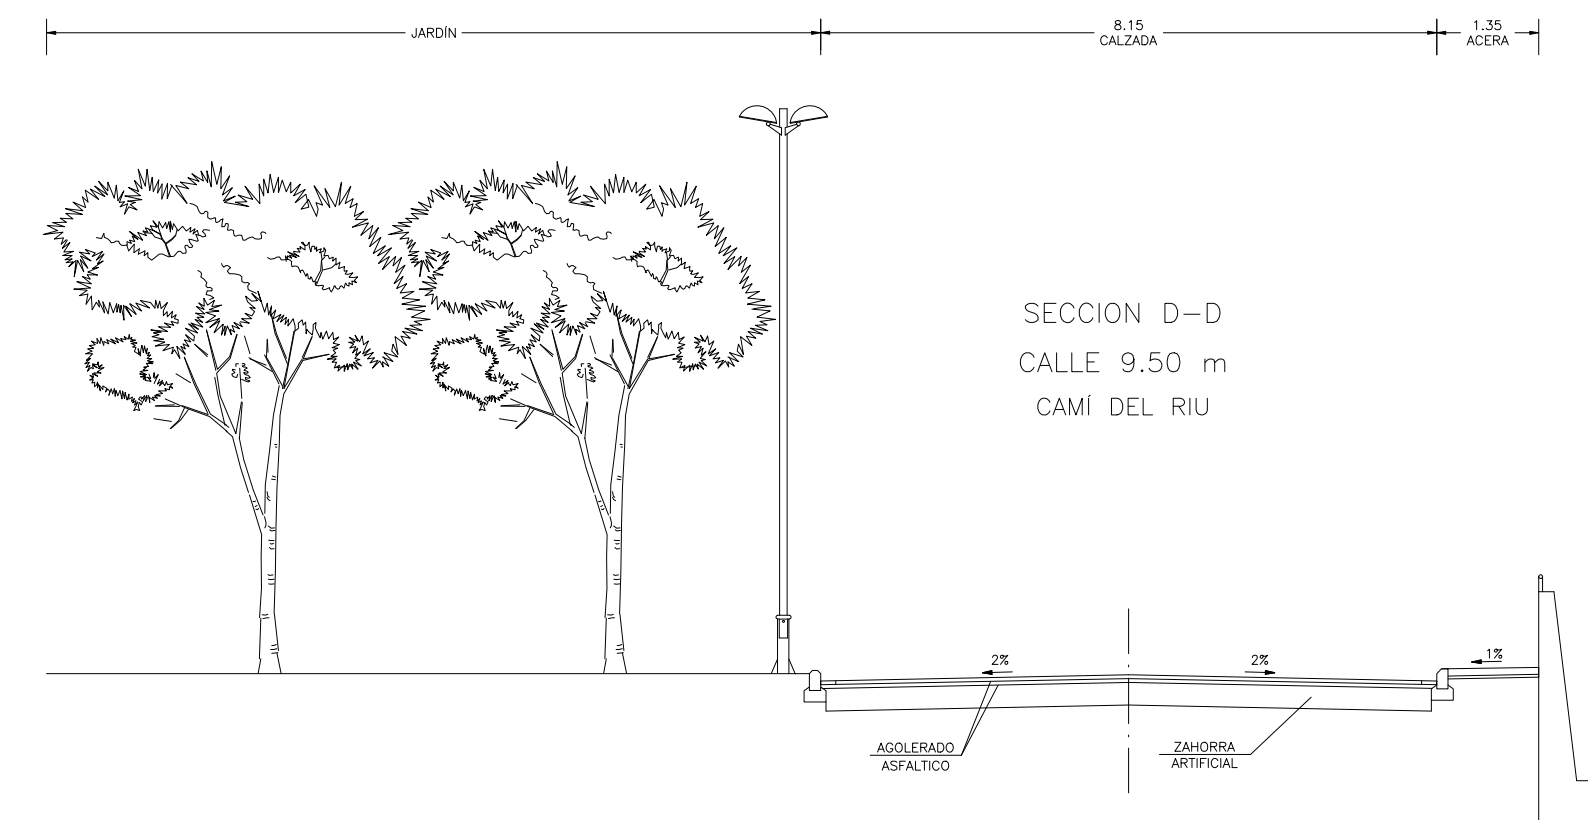 JARDÍN
8.15
CALZADA
1.35
ACERA
SECCION D-D
CALLE 9.50 m
CAMÍ DEL RIU
2%
2%
1%
AGOLERADO
ASFALTICO
ZAHORRA
ARTIFICIAL